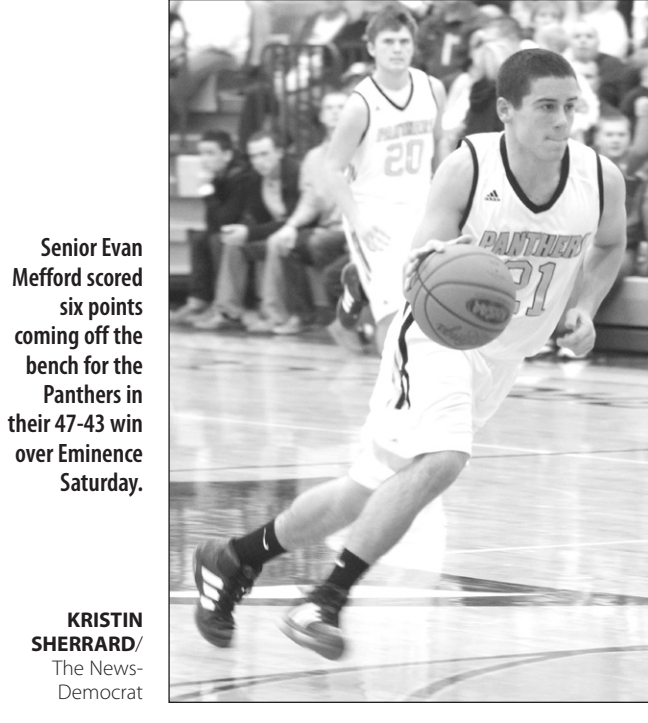 Senior Evan
Mefford scored
six points
coming off the
bench for the
Panthers in
their 47-43 win
over Eminence
Saturday.
KRISTIN
SHERRARD/
The News-
Democrat
PANTHERS
20
adidas
PANTHERS
21